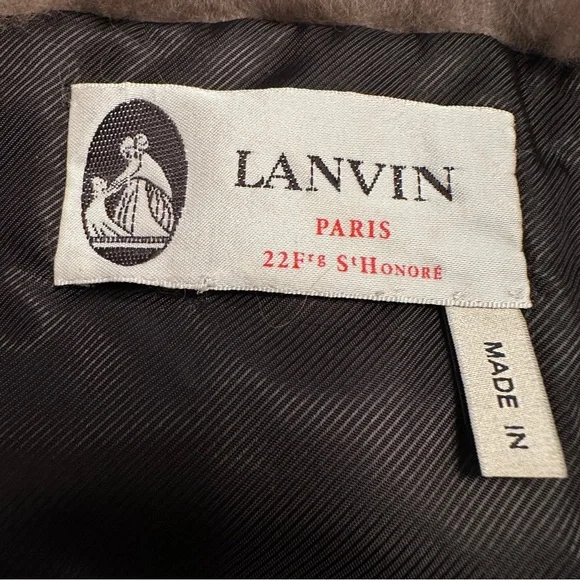 LANVIN
PARIS
22Frg StHONORÉ
MADE IN